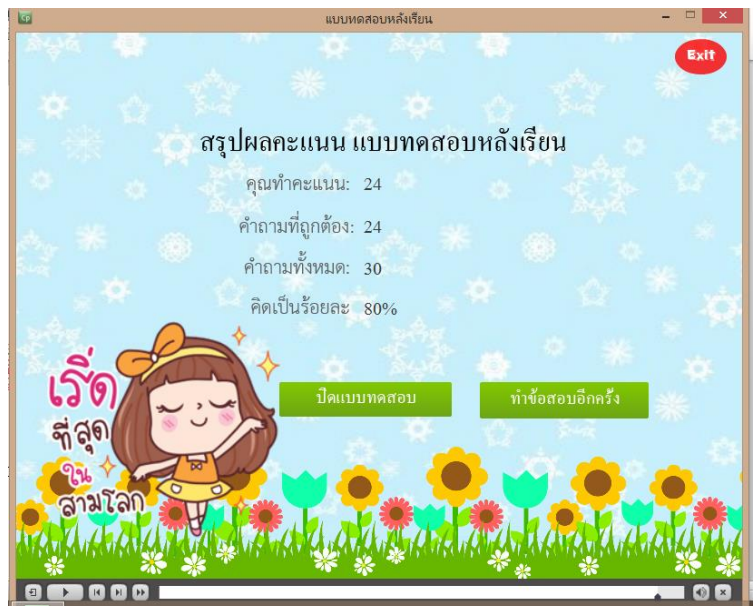 Cp
แบบทดสอบหลังเรียน
Exit
สรุปผลคะแนน แบบทดสอบหลังเรียน
คุณทำคะแนน: 24
คำถามที่ถูกต้อง: 24
คำถามทั้งหมด: 30
คิดเป็นร้อยละ 80%
เริ่ด
ที่สุด
ใน
สามโลก
ปิดแบบทดสอบ
ทำข้อสอบอีกครั้ง